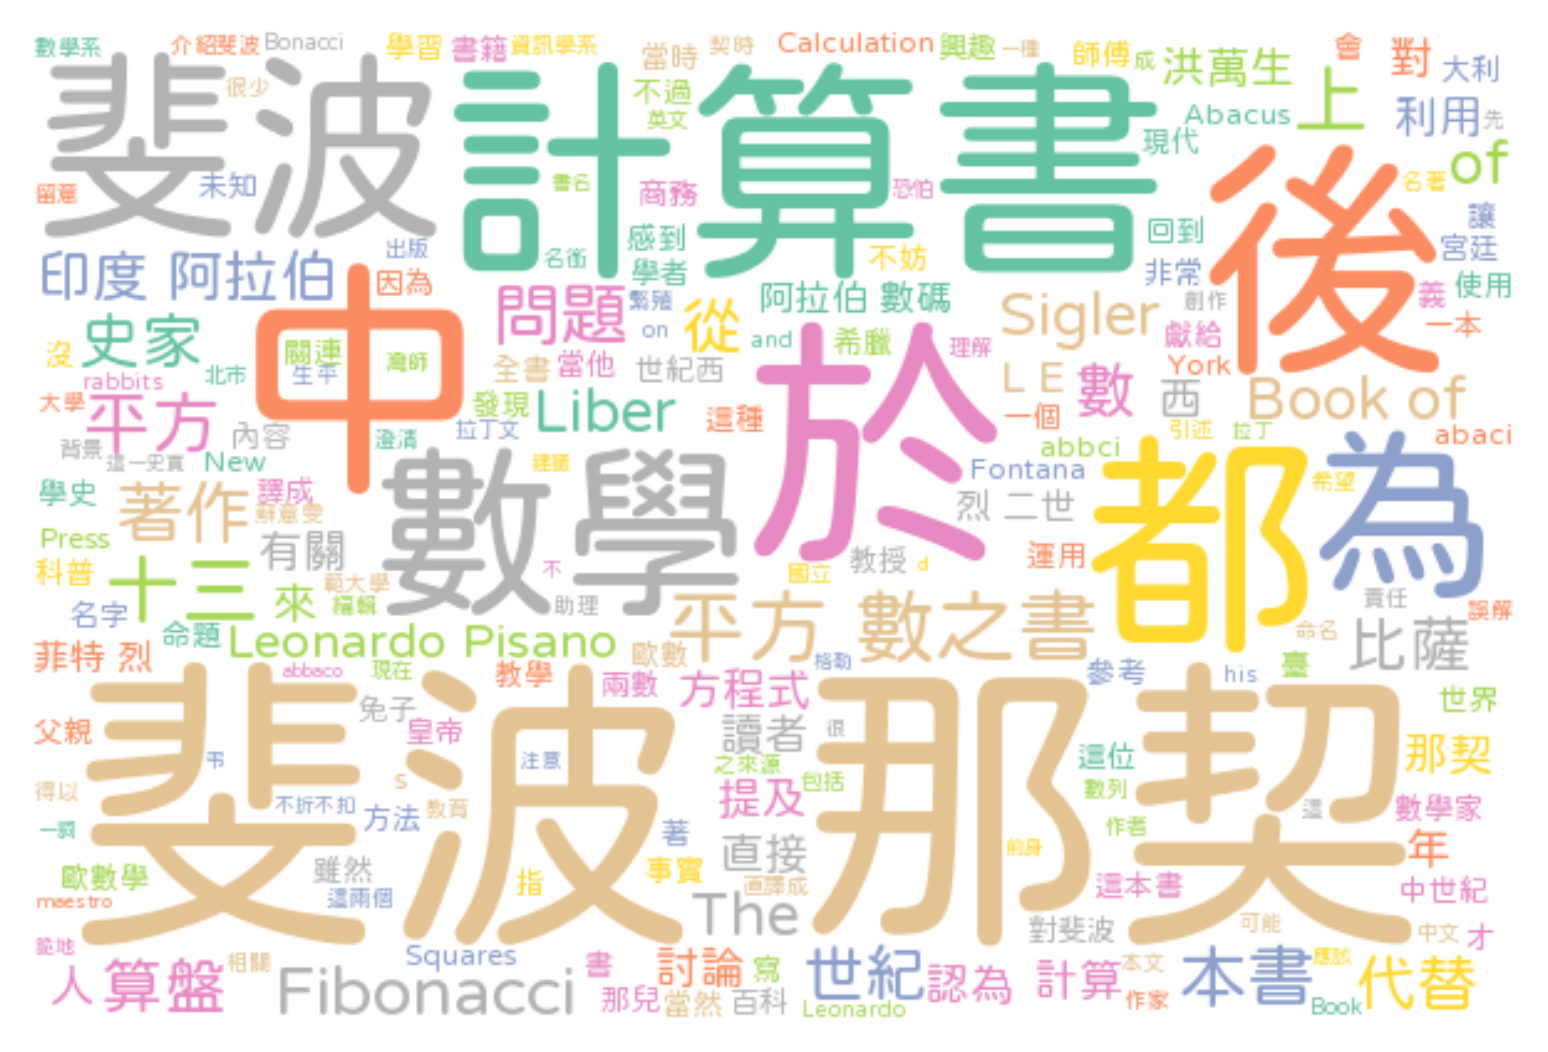 數學系 介紹斐波 Bonacci 學習 書籍 資訊學系 當時 契時 Calculation 興趣 一種 師傅 成 洪萬生 會 對 大利
斐波 很少 計算書 不過 英文 上 Abacus 利用 先
現代 of
留意 未知 書名 商務 恐怕 後 名著
讓
印度 阿拉伯 出版 名銜 感到 不妨 回到 宮廷
中 因為 學者 非常 使用
問題 繁殖 從 阿拉伯 數碼 Sigler 創作 義
史家 關連 灣師 on and 希臘 理解 獻給 一本
沒 生平 全書 當他 世紀西 於 York
rabbits 北市 L E 數 西 Book of
大學 平方 內容 澄清 發現 Liber 這種 一個 引述 拉丁 abaci
背景 這一史實 New 拉丁文 abbci
數學 建議 Fontana 都 為 希望
學史 著作 譯成 蘇意雯 烈 二世
Press 有關 教授 d 運用
科普 十三 來 範大學 編輯 不 國立
名字 助理 責任 誤解
命題 Leonardo Pisano 平方 數之書 命名 比薩
菲特 烈 abbaco 現在 教學 歐數 格勒 參考 his 臺
兩數 方程式 世界
父親 斐波那契 兔子 皇帝 讀者 很 這位 那契
弗 注意 之來源
得以 s 提及 包括 數列
不折不扣 方法 教育 這 數學家
一詞 著 直接 作者 年
歐數學 雖然 指 事實 前身
maestro 這兩個 直譯成 這本書 中世紀
The 對斐波 可能 中文 才
脆地 Squares
人 算盤 相關 Fibonacci 書 討論 寫 世紀 認為 計算 本文 本書 應該 代替
那兒 當然 百科 Leonardo 作家 Book